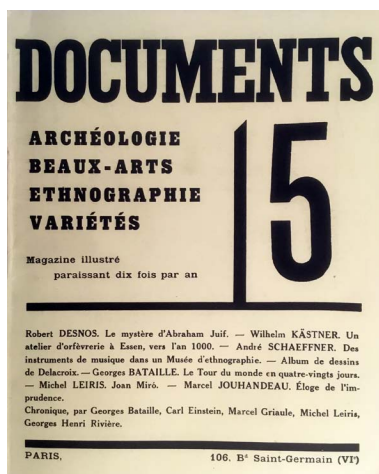 DOCUMENTS
ARCHÉOLOGIE
BEAUX-ARTS
ETHNOGRAPHIE
VARIÉTÉS
5
Magazine illustré
paraissant dix fois par an
Robert DESNOS. Le mystère d'Abraham Juif. — Wilhelm KÄSTNER. Un
atelier d'orfèvrerie à Essen, vers l'an 1000. — André SCHAEFFNER. Des
instruments de musique dans un Musée d'ethnographie. — Album de dessins
de Delacroix. — Georges BATAILLE. Le Tour du monde en quatre-vingts jours.
— Michel LEIRIS. Joan Miró. — Marcel JOUHANDEAU. Éloge de l'im-
prudence.
Chronique, par Georges Bataille, Carl Einstein, Marcel Griaule, Michel Leiris,
Georges Henri Rivière.
PARIS, 106, Bd Saint-Germain (VIe)